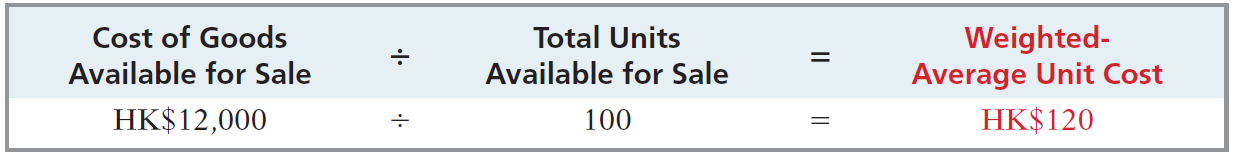 Cost of Goods
Available for Sale
÷
Total Units
Available for Sale
=
Weighted-
Average Unit Cost
HK$12,000 ÷ 100 = HK$120